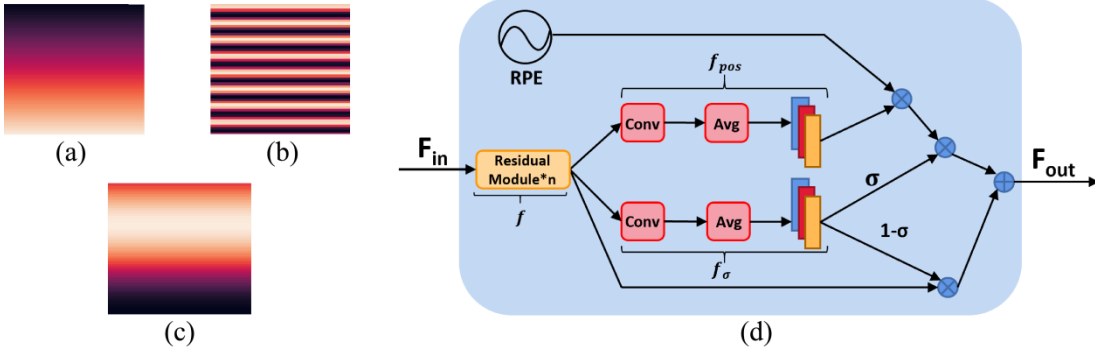 (a)
(b)
(c)
RPE
f_pos
Conv
Avg
F_in
Residual
Module*n
f
σ
F_out
Conv
Avg
1-σ
f_σ
(d)